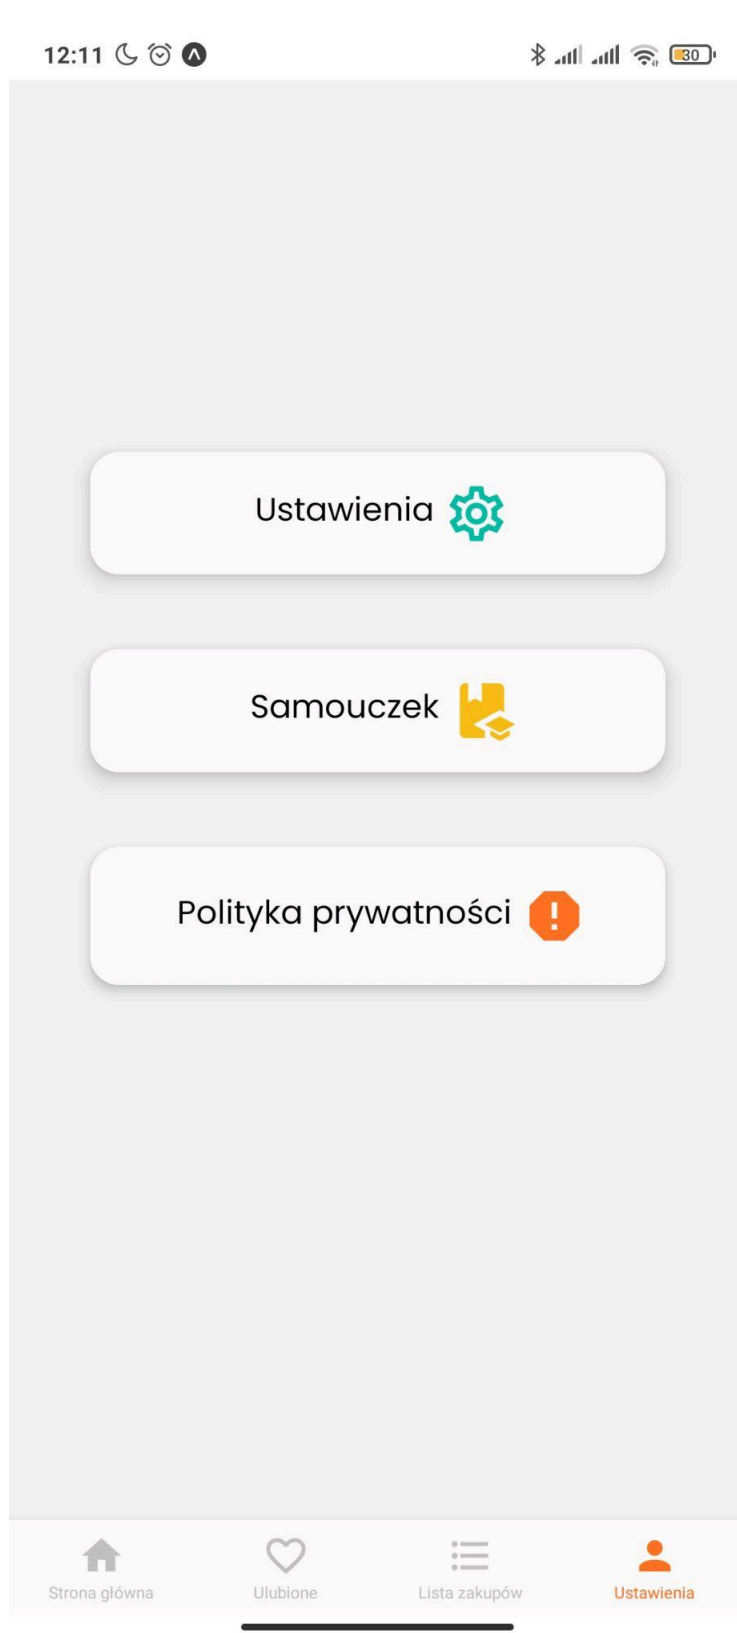 12:11
30
Ustawienia
Samouczek
Polityka prywatności
Strona główna
Ulubione
Lista zakupów
Ustawienia